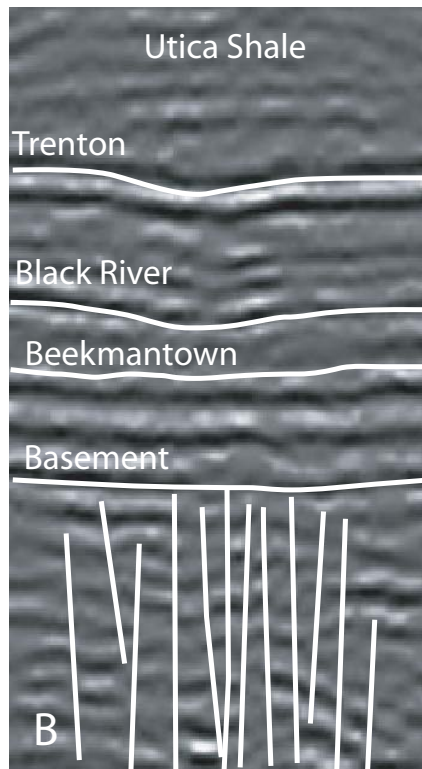 Utica Shale
Trenton
Black River
Beekmantown
Basement
B